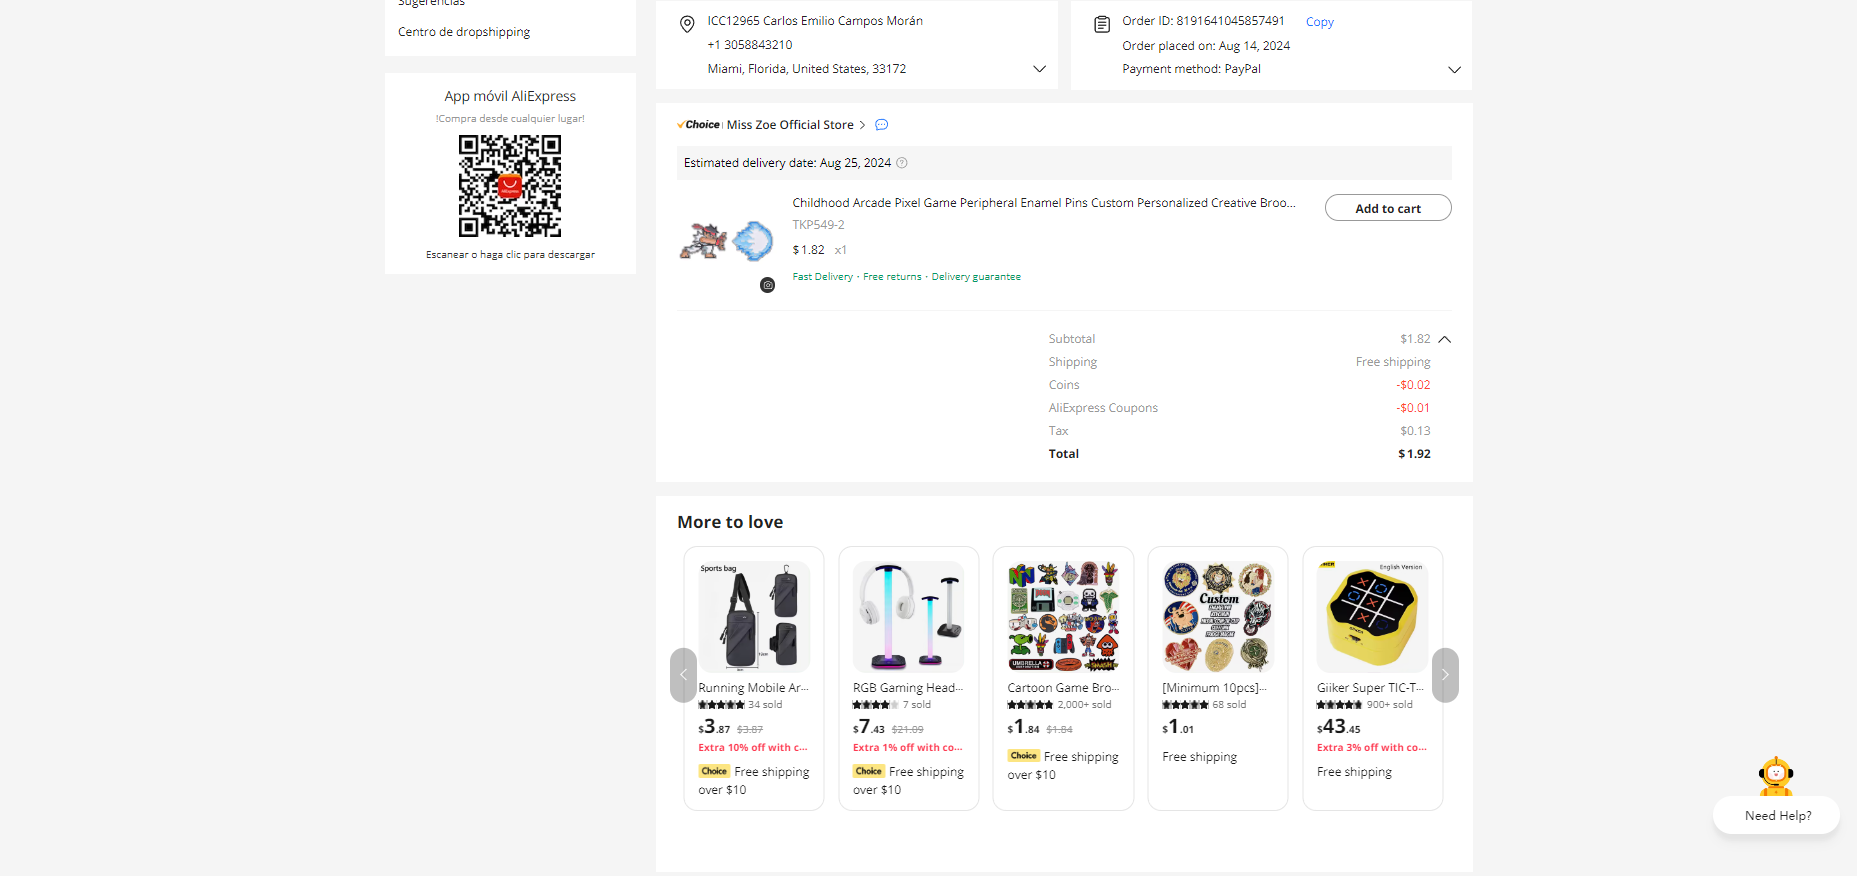 Sugerencias
Centro de dropshipping
App móvil AliExpress
!Compra desde cualquier lugar!
AliExpress
Escanear o haga clic para descargar
ICC12965 Carlos Emilio Campos Morán
+1 3058843210
Miami, Florida, United States, 33172
Order ID: 8191641045857491 Copy
Order placed on: Aug 14, 2024
Payment method: PayPal
Choice Miss Zoe Official Store >
Estimated delivery date: Aug 25, 2024
Childhood Arcade Pixel Game Peripheral Enamel Pins Custom Personalized Creative Broo...
TKP549-2
$1.82 x1
Fast Delivery · Free returns · Delivery guarantee
Add to cart
Subtotal $1.82
Shipping Free shipping
Coins -$0.02
AliExpress Coupons -$0.01
Tax $0.13
Total $1.92
More to love
Sports bag
Running Mobile Ar...
34 sold
$3.87 $3.87
Extra 10% off with c...
Choice Free shipping
over $10
RGB Gaming Head...
7 sold
$7.43 $21.09
Extra 1% off with co...
Choice Free shipping
over $10
UMBRELLA
Cartoon Game Bro...
2,000+ sold
$1.84 $1.84
Choice Free shipping
over $10
Custom
[Minimum 10pcs]...
68 sold
$1.01
Free shipping
English Version
Giiker Super TIC-T...
900+ sold
$43.45
Extra 3% off with co...
Free shipping
Need Help?